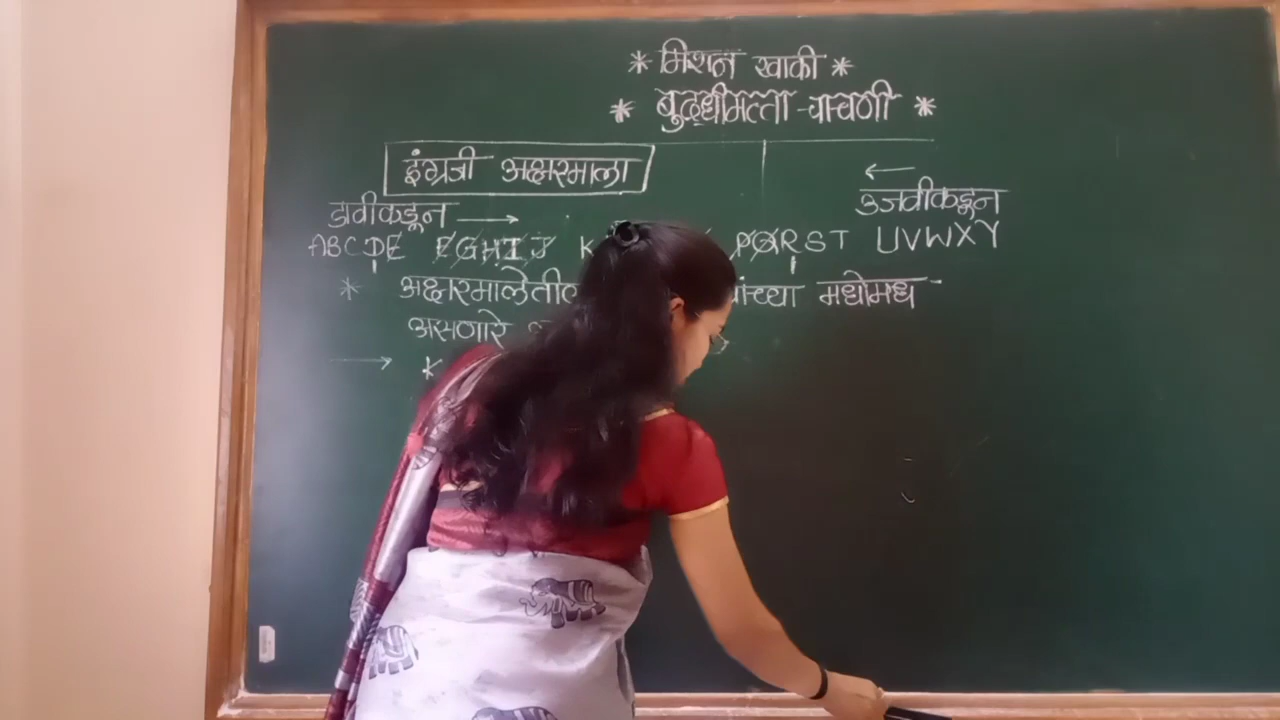 * मिशन खाकी *
* बुद्धीमत्ता-चाचणी *
इंग्रजी अक्षरमाला
←
डावीकडून → उजवीकडून
ABCDE FGHIJ K PQRST UVWXY
* अक्षरमालेतील मधोमध
असणारे
→ K